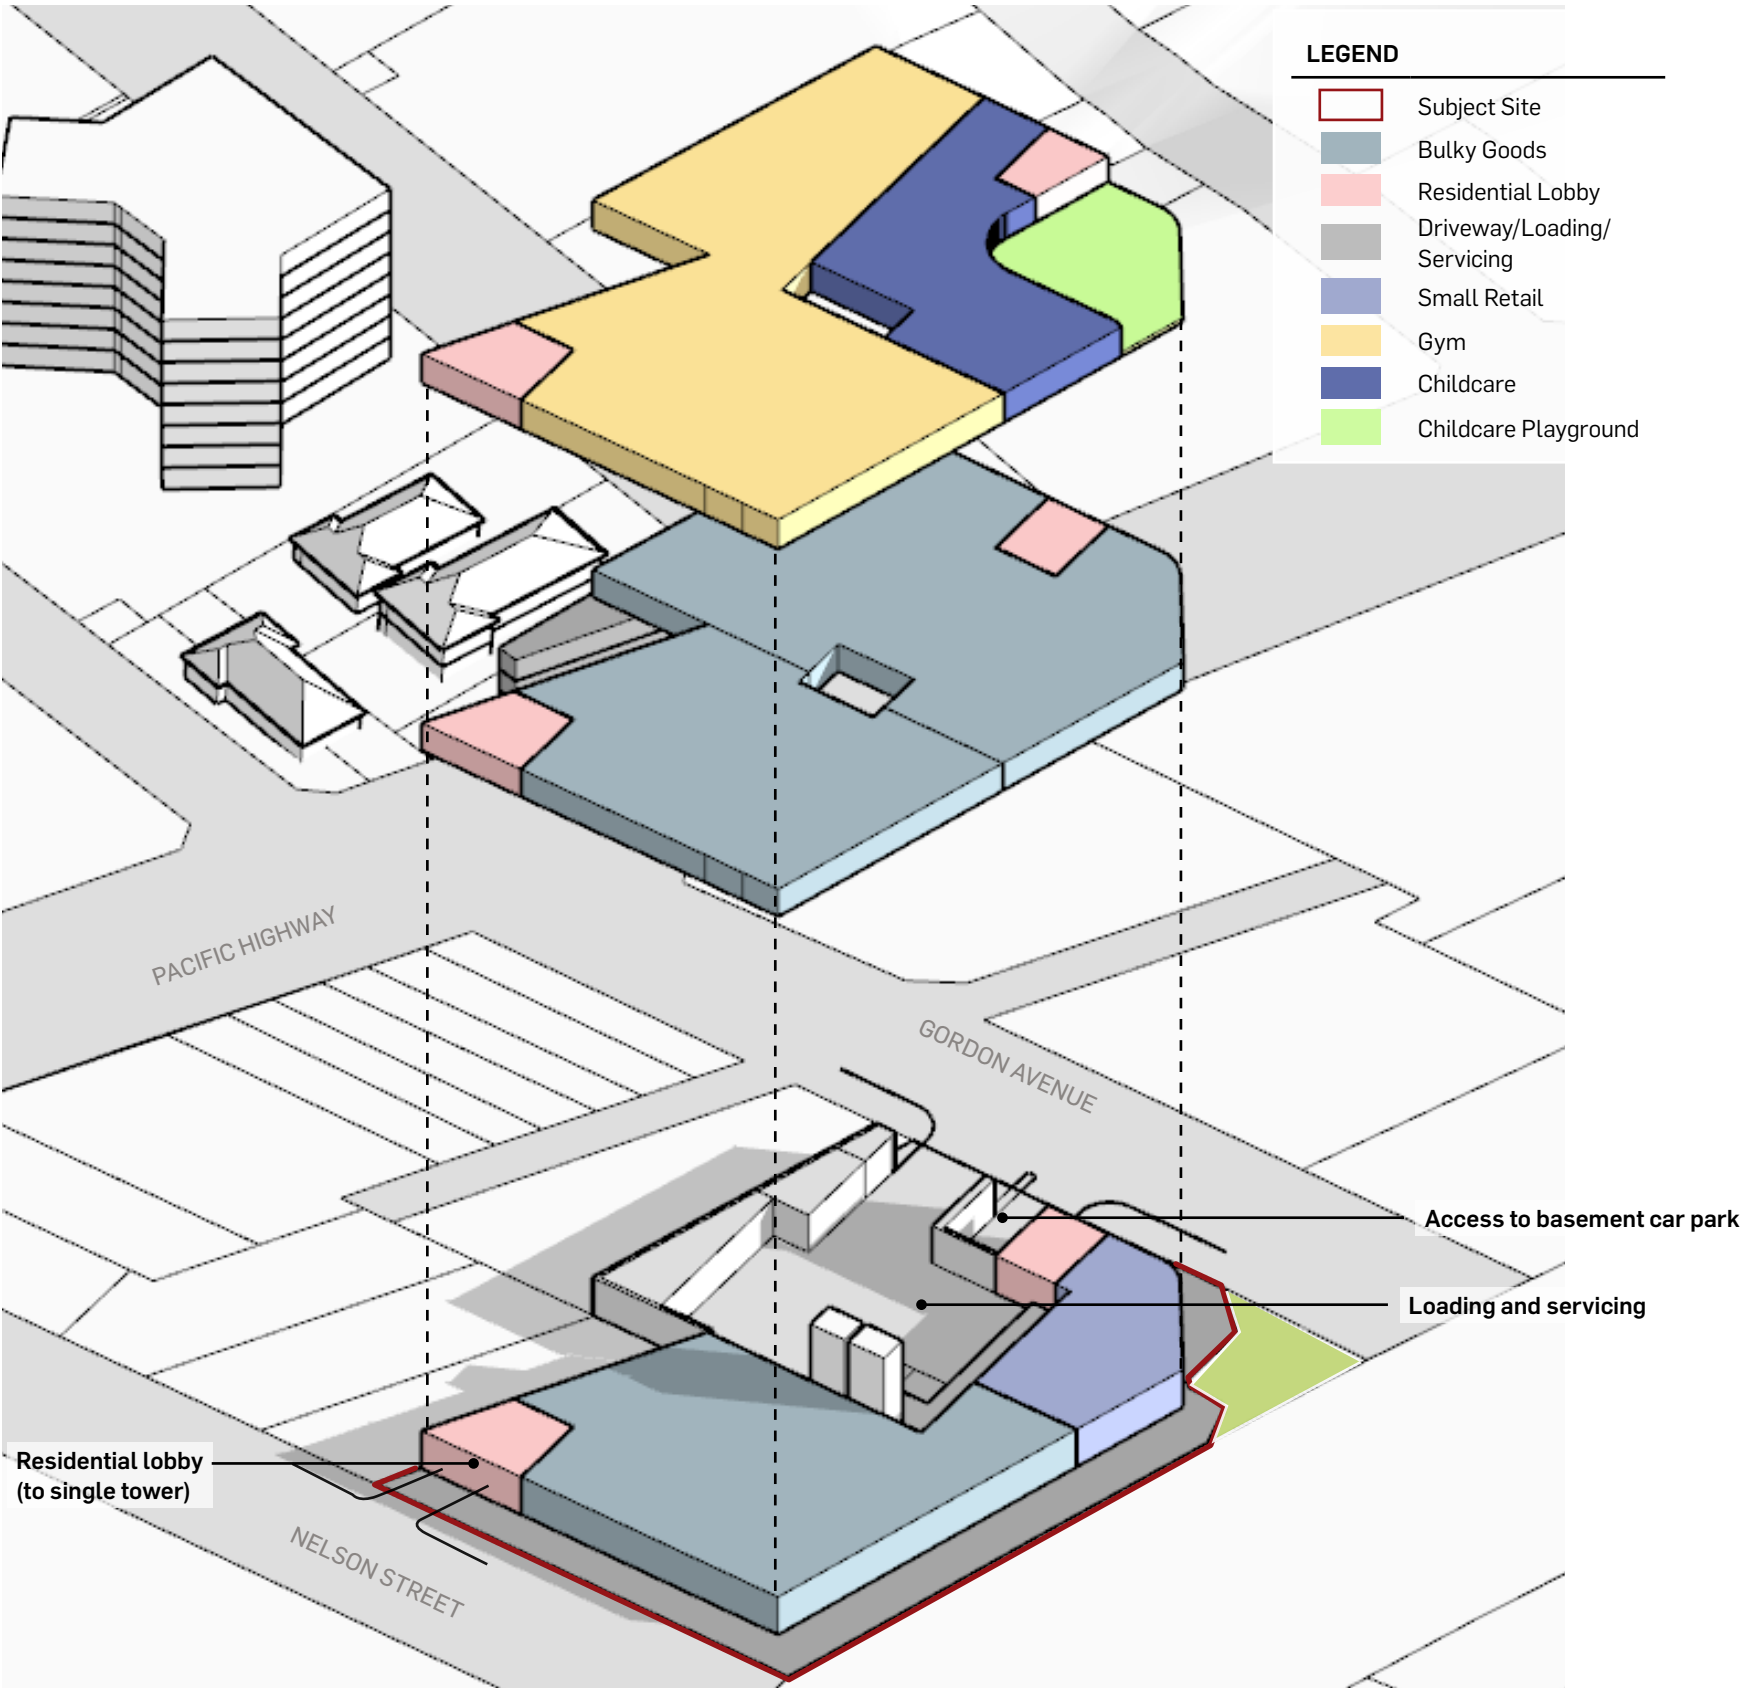 LEGEND
Subject Site
Bulky Goods
Residential Lobby
Driveway/Loading/
Servicing
Small Retail
Gym
Childcare
Childcare Playground
PACIFIC HIGHWAY
GORDON AVENUE
Access to basement car park
Loading and servicing
Residential lobby
(to single tower)
NELSON STREET